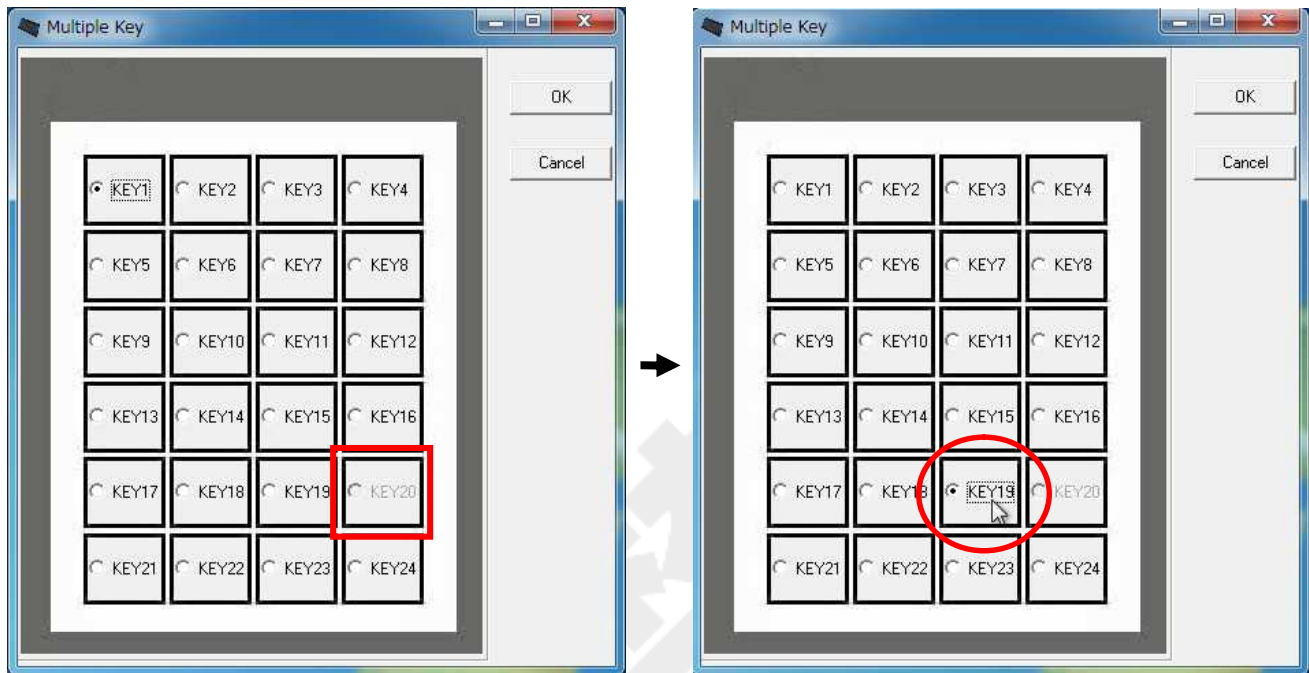 Multiple Key
OK
Cancel
KEY1 KEY2 KEY3 KEY4
KEY5 KEY6 KEY7 KEY8
KEY9 KEY10 KEY11 KEY12
KEY13 KEY14 KEY15 KEY16
KEY17 KEY18 KEY19 KEY20
KEY21 KEY22 KEY23 KEY24
Multiple Key
OK
Cancel
KEY1 KEY2 KEY3 KEY4
KEY5 KEY6 KEY7 KEY8
KEY9 KEY10 KEY11 KEY12
KEY13 KEY14 KEY15 KEY16
KEY17 KEY18 KEY19 KEY20
KEY21 KEY22 KEY23 KEY24